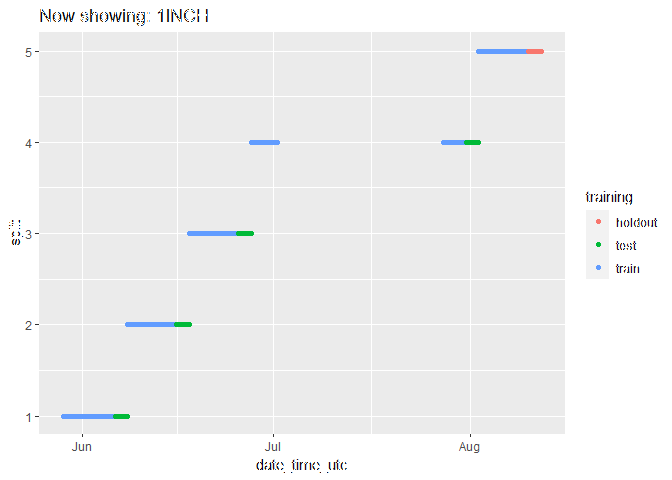 Now showing: 1INCH
5
4
3
2
1
Jun
Jul
Aug
date_time_utc
training
holdout
test
train